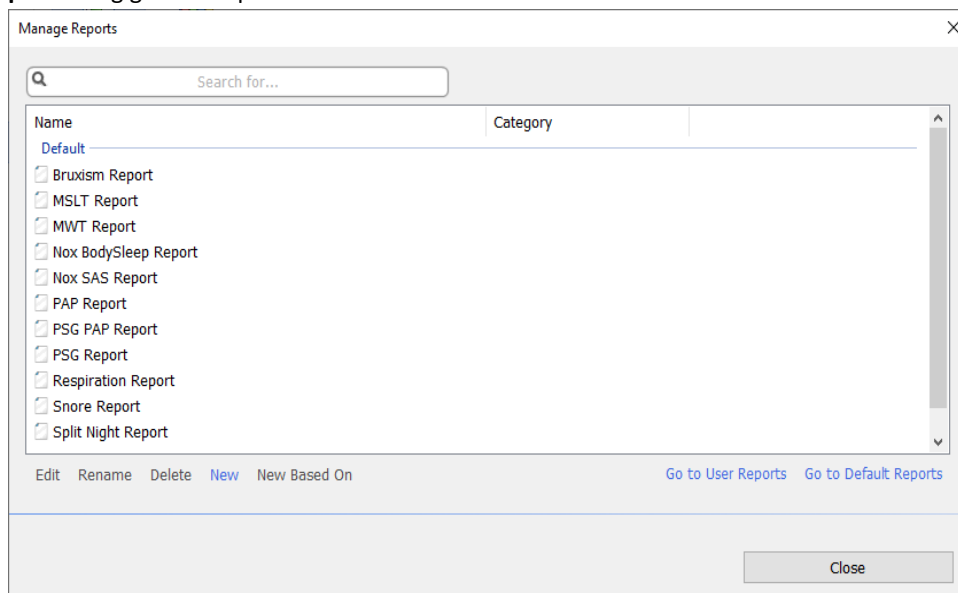 Manage Reports
Search for...
Name Category
Default
Bruxism Report
MSLT Report
MWT Report
Nox BodySleep Report
Nox SAS Report
PAP Report
PSG PAP Report
PSG Report
Respiration Report
Snore Report
Split Night Report
Edit Rename Delete New New Based On Go to User Reports Go to Default Reports
Close